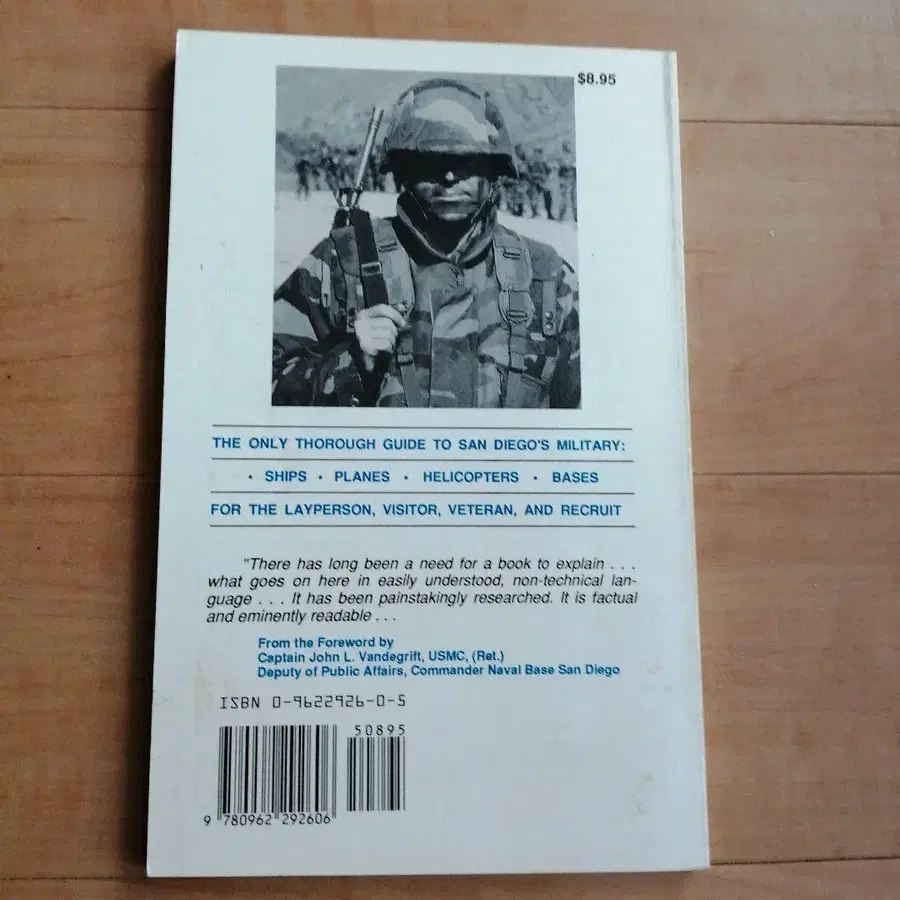 $8.95
THE ONLY THOROUGH GUIDE TO SAN DIEGO'S MILITARY:
• SHIPS • PLANES • HELICOPTERS • BASES
FOR THE LAYPERSON, VISITOR, VETERAN, AND RECRUIT
"There has long been a need for a book to explain . . .
what goes on here in easily understood, non-technical lan-
guage . . . It has been painstakingly researched. It is factual
and eminently readable . . .
From the Foreword by
Captain John L. Vandegrift, USMC, (Ret.)
Deputy of Public Affairs, Commander Naval Base San Diego
ISBN 0-9622926-0-5
50895
9 780962 292606